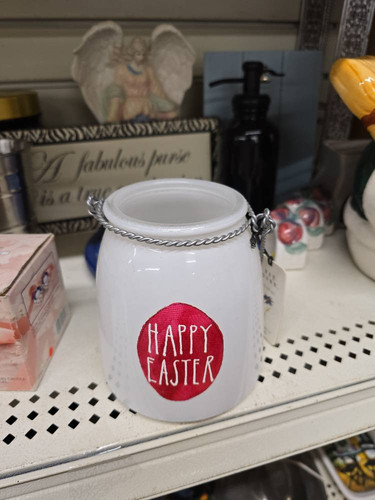 A fabulous purse
is a true
HAPPY
EASTER